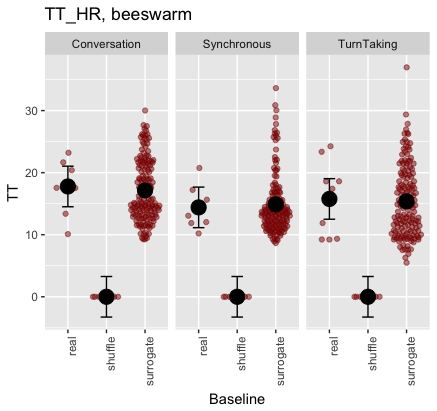 TT_HR, beeswarm
Conversation Synchronous TurnTaking
TT
30
20
10
0
real shuffle surrogate real shuffle surrogate real shuffle surrogate
Baseline